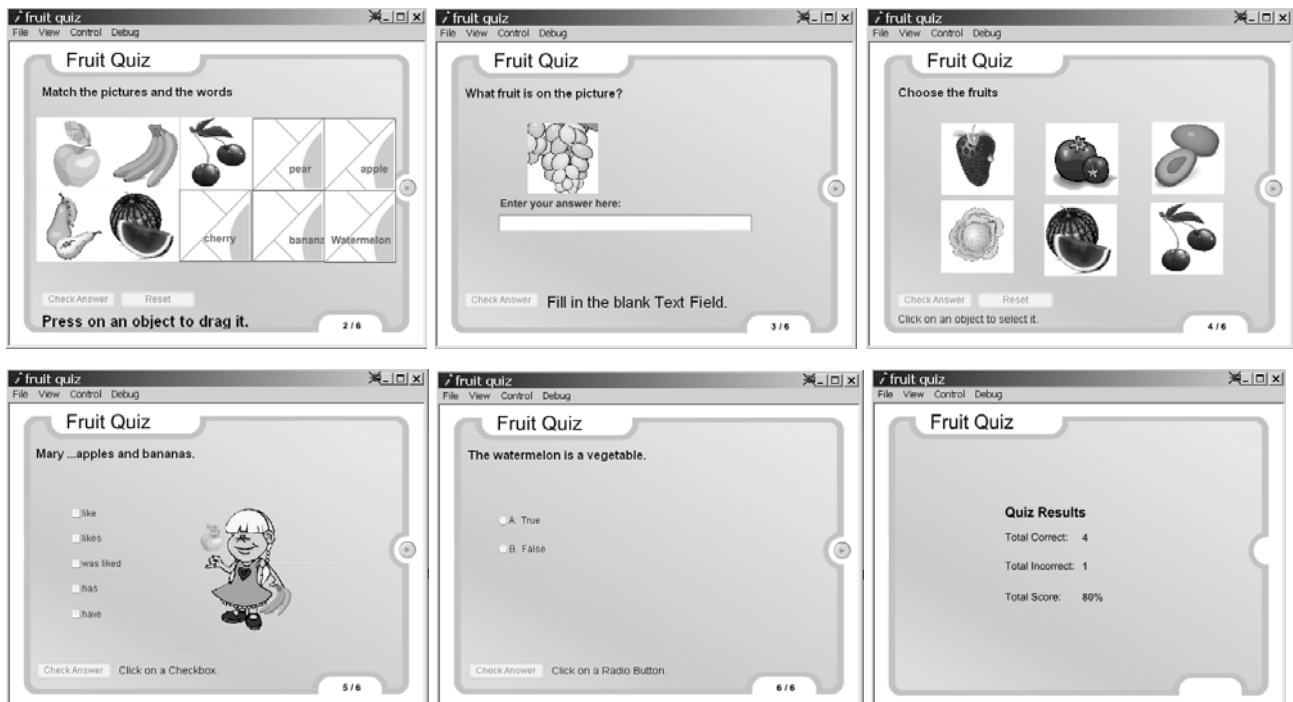 fruit quiz
File View Control Debug
Fruit Quiz
Match the pictures and the words
pear
apple
cherry
banana
Watermelon
Check Answer
Reset
Press on an object to drag it.
2 / 6
fruit quiz
File View Control Debug
Fruit Quiz
What fruit is on the picture?
Enter your answer here:
Check Answer
Fill in the blank Text Field.
3 / 6
fruit quiz
File View Control Debug
Fruit Quiz
Choose the fruits
Check Answer
Reset
Click on an object to select it.
4 / 6
fruit quiz
File View Control Debug
Fruit Quiz
Mary ...apples and bananas.
like
likes
was liked
has
have
Check Answer
Click on a Checkbox.
5 / 6
fruit quiz
File View Control Debug
Fruit Quiz
The watermelon is a vegetable.
A. True
B. False
Check Answer
Click on a Radio Button.
6 / 6
fruit quiz
File View Control Debug
Fruit Quiz
Quiz Results
Total Correct: 4
Total Incorrect: 1
Total Score: 80%